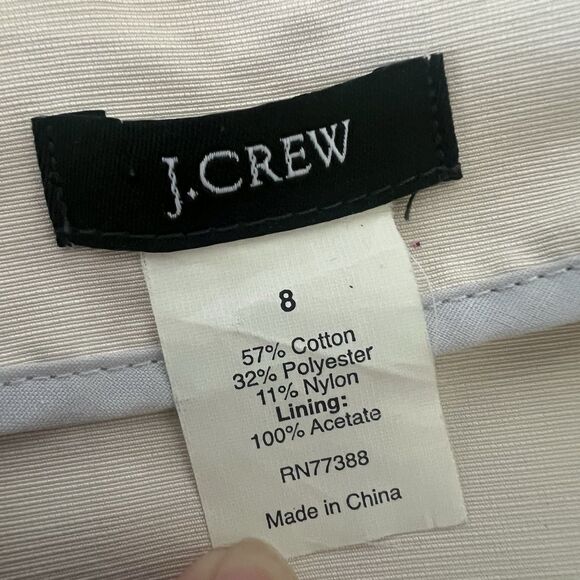 J.CREW
8
57% Cotton
32% Polyester
11% Nylon
Lining:
100% Acetate
RN77388
Made in China